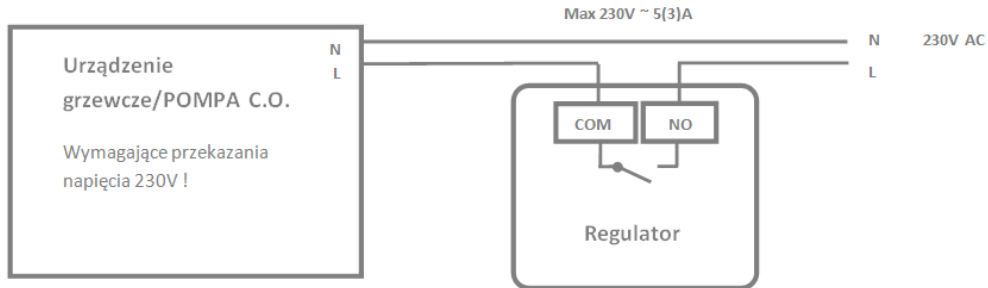 Max 230V ~ 5(3)A
N
230V AC
L
N
L
Urządzenie
grzewcze/POMPA C.O.
Wymagające przekazania
napięcia 230V !
COM
NO
Regulator